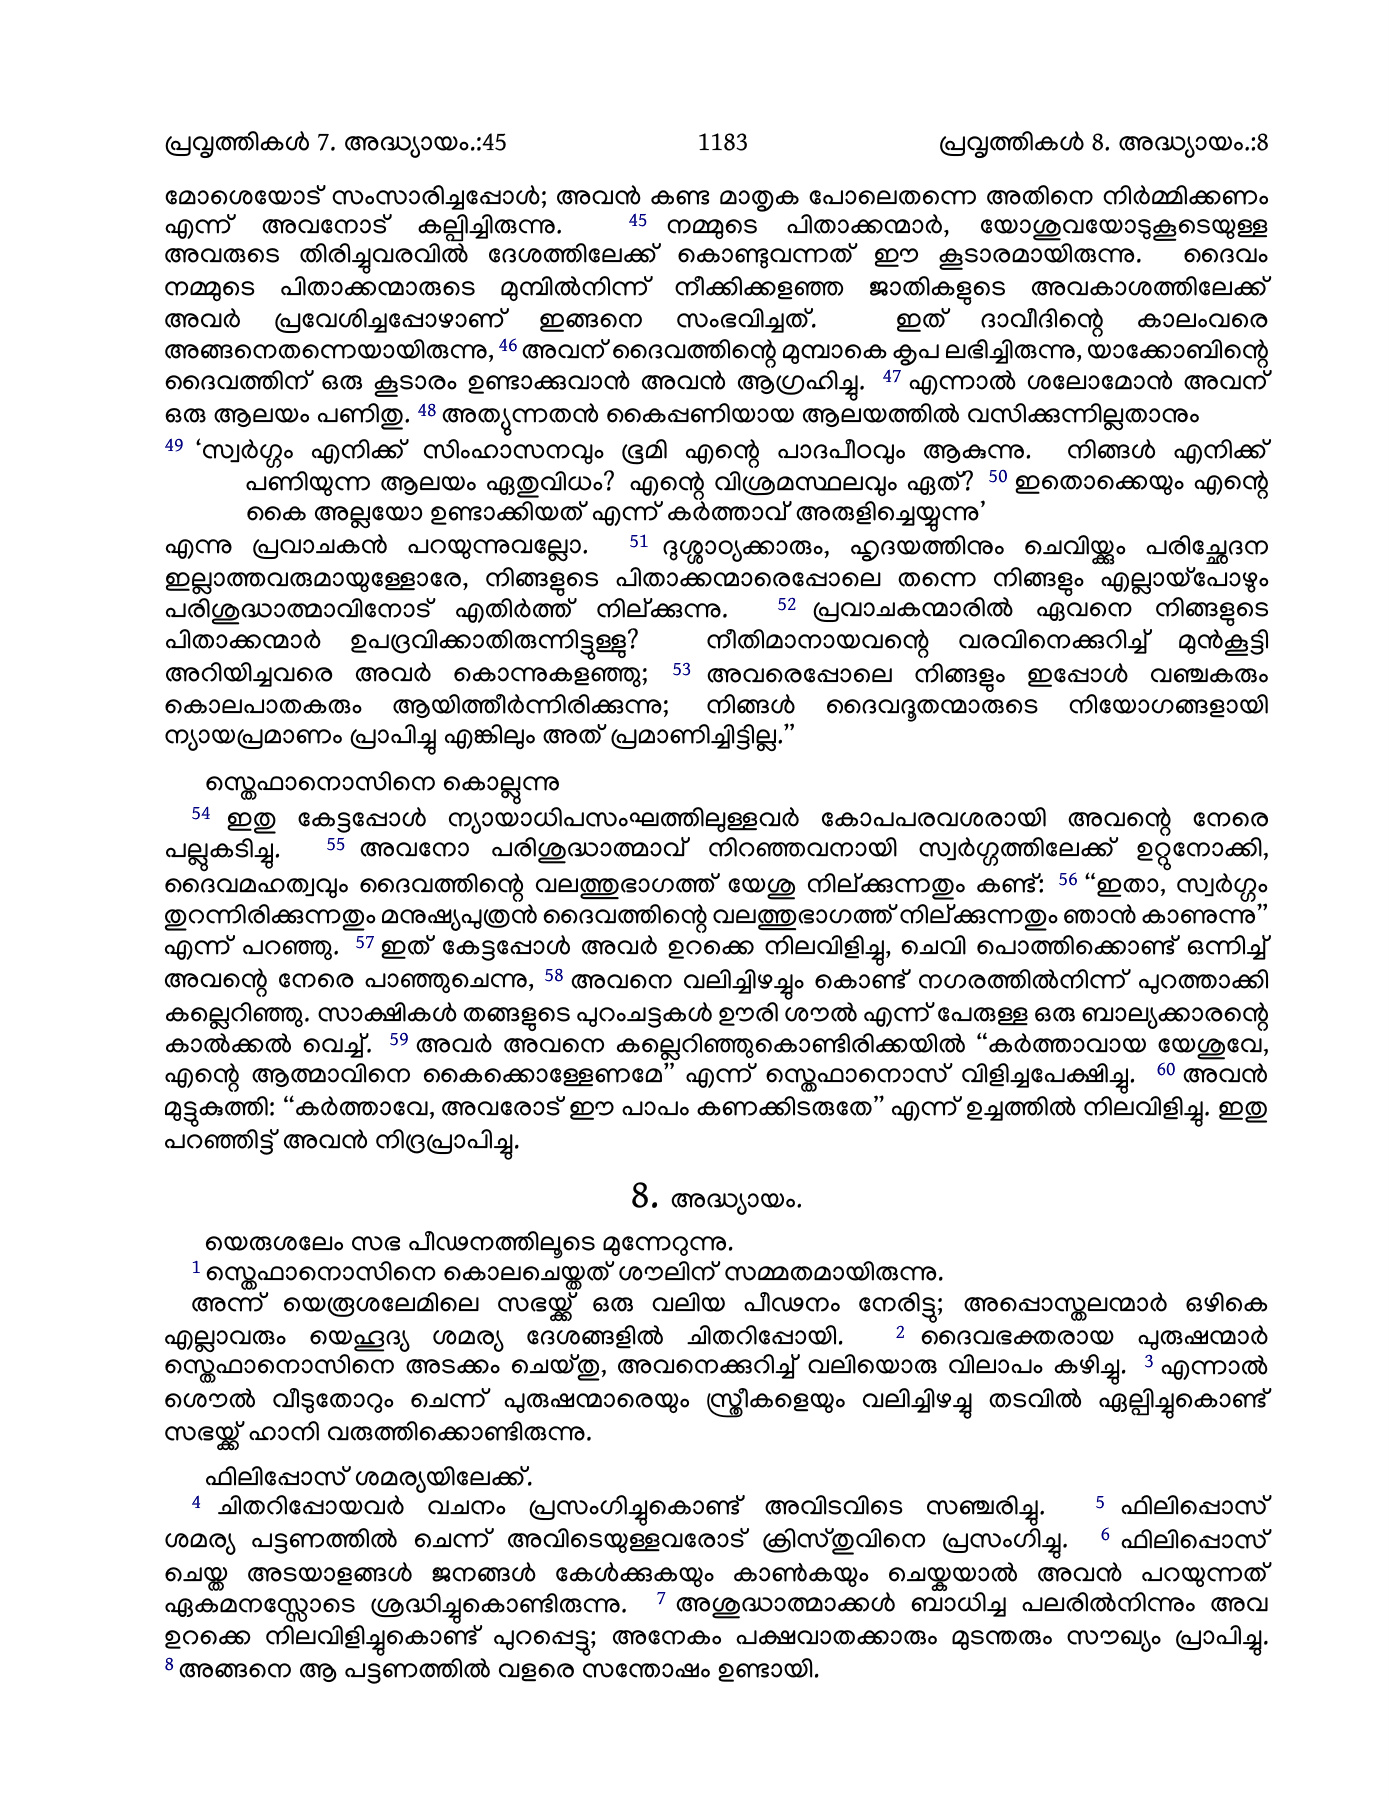 പ്രവൃത്തികൾ 7. അദ്ധ്യായം.:45 1183 പ്രവൃത്തികൾ 8. അദ്ധ്യായം.:8
മോശെയോട് സംസാരിച്ചപ്പോൾ; അവൻ കണ്ട മാതൃക പോലെതന്നെ അതിനെ നിർമ്മിക്കണം
എന്ന് അവനോട് കല്പിച്ചിരുന്നു. 45 നമ്മുടെ പിതാക്കന്മാർ, യോശുവയോടുകൂടെയുള്ള
അവരുടെ തിരിച്ചുവരവിൽ ദേശത്തിലേക്ക് കൊണ്ടുവന്നത് ഈ കൂടാരമായിരുന്നു. ദൈവം
നമ്മുടെ പിതാക്കന്മാരുടെ മുമ്പിൽനിന്ന് നീക്കിക്കളഞ്ഞ ജാതികളുടെ അവകാശത്തിലേക്ക്
അവർ പ്രവേശിച്ചപ്പോഴാണ് ഇങ്ങനെ സംഭവിച്ചത്. ഇത് ദാവീദിന്റെ കാലംവരെ
അങ്ങനെതന്നെയായിരുന്നു, 46 അവന് ദൈവത്തിന്റെ മുമ്പാകെ കൃപ ലഭിച്ചിരുന്നു, യാക്കോബിന്റെ
ദൈവത്തിന് ഒരു കൂടാരം ഉണ്ടാക്കുവാൻ അവൻ ആഗ്രഹിച്ചു. 47 എന്നാൽ ശലോമോൻ അവന്
ഒരു ആലയം പണിതു. 48 അത്യുന്നതൻ കൈപ്പണിയായ ആലയത്തിൽ വസിക്കുന്നില്ലതാനും
49 ‘സ്വർഗ്ഗം എനിക്ക് സിംഹാസനവും ഭൂമി എന്റെ പാദപീഠവും ആകുന്നു. നിങ്ങൾ എനിക്ക്
പണിയുന്ന ആലയം ഏതുവിധം? എന്റെ വിശ്രമസ്ഥലവും ഏത്? 50 ഇതൊക്കെയും എന്റെ
കൈ അല്ലയോ ഉണ്ടാക്കിയത് എന്ന് കർത്താവ് അരുളിച്ചെയ്യുന്നു’
എന്നു പ്രവാചകൻ പറയുന്നുവല്ലോ. 51 ദുശ്ശാഠ്യക്കാരും, ഹൃദയത്തിനും ചെവിയ്ക്കും പരിച്ഛേദന
ഇല്ലാത്തവരുമായുള്ളോരേ, നിങ്ങളുടെ പിതാക്കന്മാരെപ്പോലെ തന്നെ നിങ്ങളും എല്ലായ്പോഴും
പരിശുദ്ധാത്മാവിനോട് എതിർത്ത് നില്ക്കുന്നു. 52 പ്രവാചകന്മാരിൽ ഏവനെ നിങ്ങളുടെ
പിതാക്കന്മാർ ഉപദ്രവിക്കാതിരുന്നിട്ടുള്ളു? നീതിമാനായവന്റെ വരവിനെക്കുറിച്ച് മുൻകൂട്ടി
അറിയിച്ചവരെ അവർ കൊന്നുകളഞ്ഞു; 53 അവരെപ്പോലെ നിങ്ങളും ഇപ്പോൾ വഞ്ചകരും
കൊലപാതകരും ആയിത്തീർന്നിരിക്കുന്നു; നിങ്ങൾ ദൈവദൂതന്മാരുടെ നിയോഗങ്ങളായി
ന്യായപ്രമാണം പ്രാപിച്ചു എങ്കിലും അത് പ്രമാണിച്ചിട്ടില്ല.”
സ്തെഫാനൊസിനെ കൊല്ലുന്നു
54 ഇതു കേട്ടപ്പോൾ ന്യായാധിപസംഘത്തിലുള്ളവർ കോപപരവശരായി അവന്റെ നേരെ
പല്ലുകടിച്ചു. 55 അവനോ പരിശുദ്ധാത്മാവ് നിറഞ്ഞവനായി സ്വർഗ്ഗത്തിലേക്ക് ഉറ്റുനോക്കി,
ദൈവമഹത്വവും ദൈവത്തിന്റെ വലത്തുഭാഗത്ത് യേശു നില്ക്കുന്നതും കണ്ട്: 56 “ഇതാ, സ്വർഗ്ഗം
തുറന്നിരിക്കുന്നതും മനുഷ്യപുത്രൻ ദൈവത്തിന്റെ വലത്തുഭാഗത്ത് നില്ക്കുന്നതും ഞാൻ കാണുന്നു”
എന്ന് പറഞ്ഞു. 57 ഇത് കേട്ടപ്പോൾ അവർ ഉറക്കെ നിലവിളിച്ചു, ചെവി പൊത്തിക്കൊണ്ട് ഒന്നിച്ച്
അവന്റെ നേരെ പാഞ്ഞുചെന്നു, 58 അവനെ വലിച്ചിഴച്ചും കൊണ്ട് നഗരത്തിൽനിന്ന് പുറത്താക്കി
കല്ലെറിഞ്ഞു. സാക്ഷികൾ തങ്ങളുടെ പുറംചട്ടകൾ ഊരി ശൗൽ എന്ന് പേരുള്ള ഒരു ബാല്യക്കാരന്റെ
കാൽക്കൽ വെച്ച്. 59 അവർ അവനെ കല്ലെറിഞ്ഞുകൊണ്ടിരിക്കയിൽ “കർത്താവായ യേശുവേ,
എന്റെ ആത്മാവിനെ കൈക്കൊള്ളേണമേ” എന്ന് സ്തെഫാനൊസ് വിളിച്ചപേക്ഷിച്ചു. 60 അവൻ
മുട്ടുകുത്തി: “കർത്താവേ, അവരോട് ഈ പാപം കണക്കിടരുതേ” എന്ന് ഉച്ചത്തിൽ നിലവിളിച്ചു. ഇതു
പറഞ്ഞിട്ട് അവൻ നിദ്രപ്രാപിച്ചു.
8. അദ്ധ്യായം.
യെരുശലേം സഭ പീഢനത്തിലൂടെ മുന്നേറുന്നു.
1 സ്തെഫാനൊസിനെ കൊലചെയ്തത് ശൗലിന് സമ്മതമായിരുന്നു.
അന്ന് യെരൂശലേമിലെ സഭയ്ക്ക് ഒരു വലിയ പീഢനം നേരിട്ടു; അപ്പൊസ്തലന്മാർ ഒഴികെ
എല്ലാവരും യെഹൂദ്യ ശമര്യ ദേശങ്ങളിൽ ചിതറിപ്പോയി. 2 ദൈവഭക്തരായ പുരുഷന്മാർ
സ്തെഫാനൊസിനെ അടക്കം ചെയ്തു, അവനെക്കുറിച്ച് വലിയൊരു വിലാപം കഴിച്ചു. 3 എന്നാൽ
ശൌൽ വീടുതോറും ചെന്ന് പുരുഷന്മാരെയും സ്ത്രീകളെയും വലിച്ചിഴച്ചു തടവിൽ ഏല്പിച്ചുകൊണ്ട്
സഭയ്ക്ക് ഹാനി വരുത്തിക്കൊണ്ടിരുന്നു.
ഫിലിപ്പോസ് ശമര്യയിലേക്ക്.
4 ചിതറിപ്പോയവർ വചനം പ്രസംഗിച്ചുകൊണ്ട് അവിടവിടെ സഞ്ചരിച്ചു. 5 ഫിലിപ്പൊസ്
ശമര്യ പട്ടണത്തിൽ ചെന്ന് അവിടെയുള്ളവരോട് ക്രിസ്തുവിനെ പ്രസംഗിച്ചു. 6 ഫിലിപ്പൊസ്
ചെയ്ത അടയാളങ്ങൾ ജനങ്ങൾ കേൾക്കുകയും കാൺകയും ചെയ്കയാൽ അവൻ പറയുന്നത്
ഏകമനസ്സോടെ ശ്രദ്ധിച്ചുകൊണ്ടിരുന്നു. 7 അശുദ്ധാത്മാക്കൾ ബാധിച്ച പലരിൽനിന്നും അവ
ഉറക്കെ നിലവിളിച്ചുകൊണ്ട് പുറപ്പെട്ടു; അനേകം പക്ഷവാതക്കാരും മുടന്തരും സൗഖ്യം പ്രാപിച്ചു.
8 അങ്ങനെ ആ പട്ടണത്തിൽ വളരെ സന്തോഷം ഉണ്ടായി.